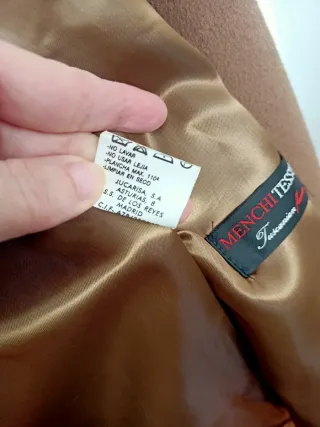 -NO LAVAR
-NO USAR LEJIA
-PLANCHA MAX. 110º
-LIMPIAR EN SECO
JUCARISA, S.A
ASTURIAS, 6
S.S. DE LOS REYES
MADRID
C.I.F.
MENCHI TESS